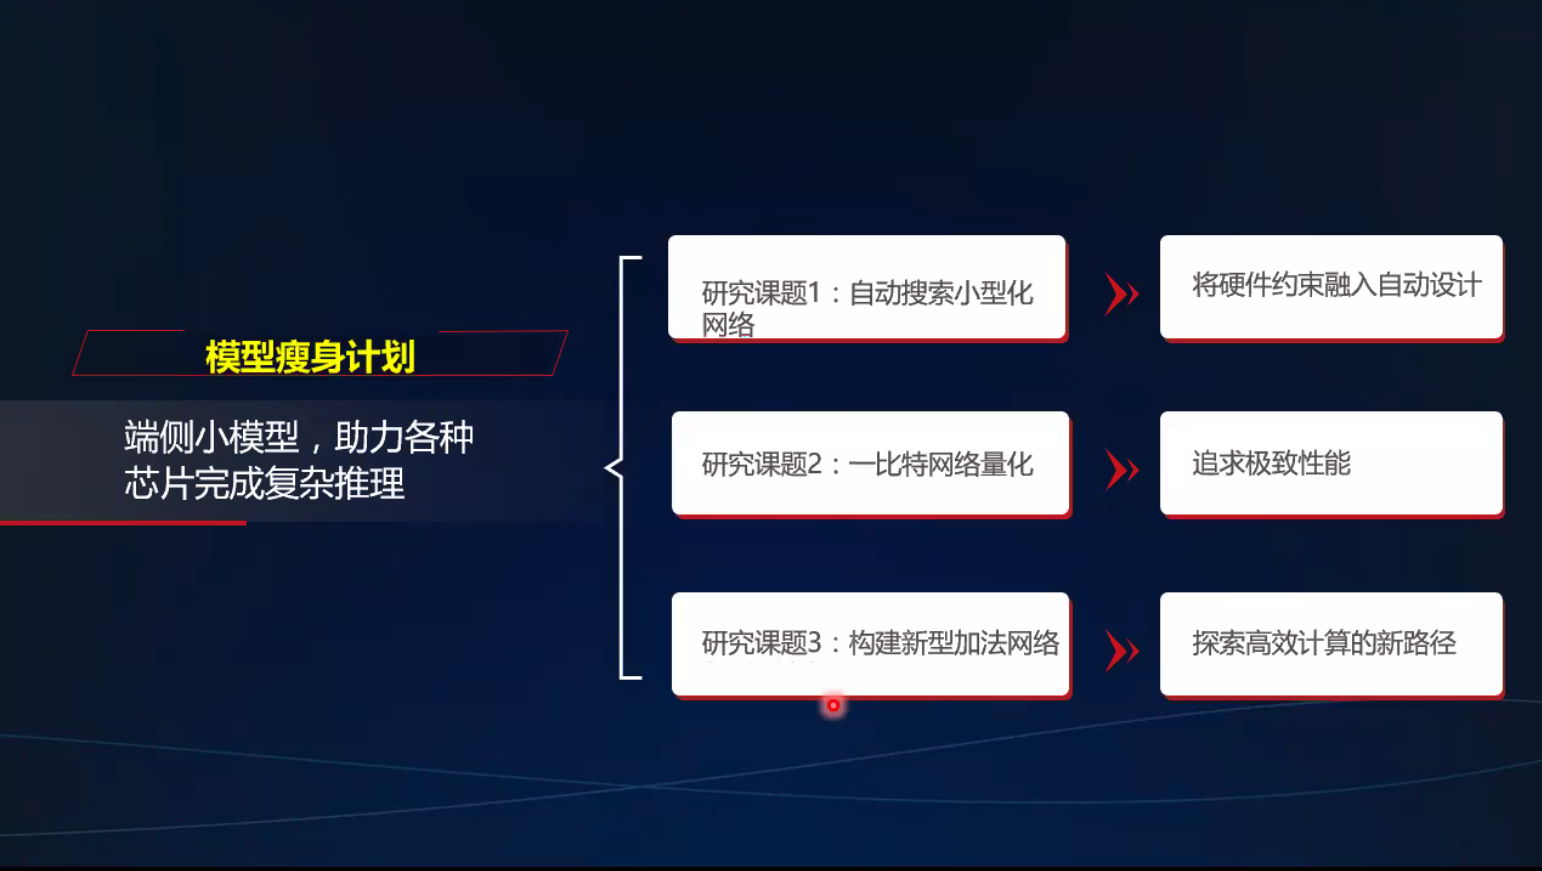 模型瘦身计划
端侧小模型，助力各种
芯片完成复杂推理
研究课题1：自动搜索小型化
网络
将硬件约束融入自动设计
研究课题2：一比特网络量化
追求极致性能
研究课题3：构建新型加法网络
探索高效计算的新路径